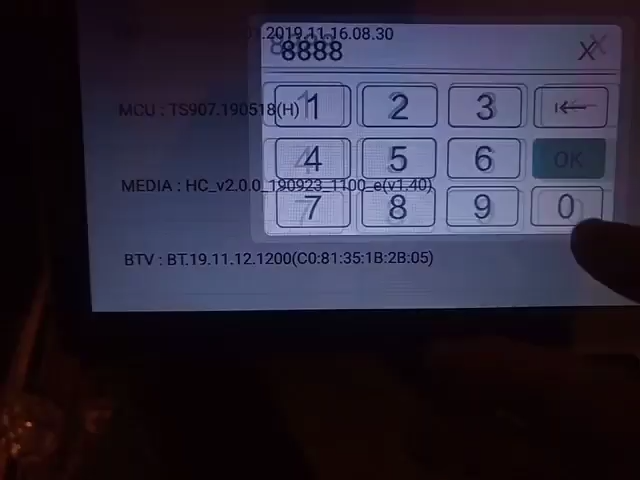 .2019.11.16.08.30
8888 X
MCU : TS907.190518(H)
1 2 3
4 5 6 OK
MEDIA : HC_v2.0.0_190923_1100_e(v1.40)
7 8 9 0
BTV : BT.19.11.12.1200(C0:81:35:1B:2B:05)